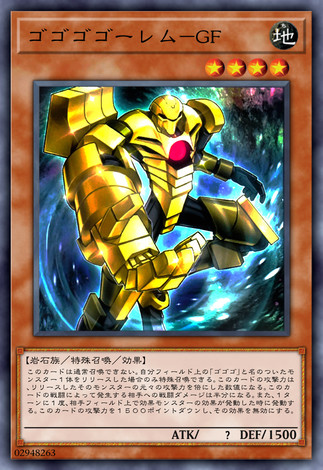 ゴゴゴゴーレム－GF
地
【岩石族／特殊召喚／効果】
このカードは通常召喚できない。自分フィールド上の「ゴゴゴ」と名のついたモ
ンスター１体をリリースした場合のみ特殊召喚できる。このカードの攻撃力は
、リリースしたそのモンスターの元々の攻撃力を倍にした数値になる。このカー
ドの戦闘によって発生する相手への戦闘ダメージは半分になる。また、１タ
ーンに１度、相手フィールド上で効果モンスターの効果が発動した時に発動す
る。このカードの攻撃力を１５００ポイントダウンし、その効果を無効にする。
ATK/ ? DEF/1500
02948263